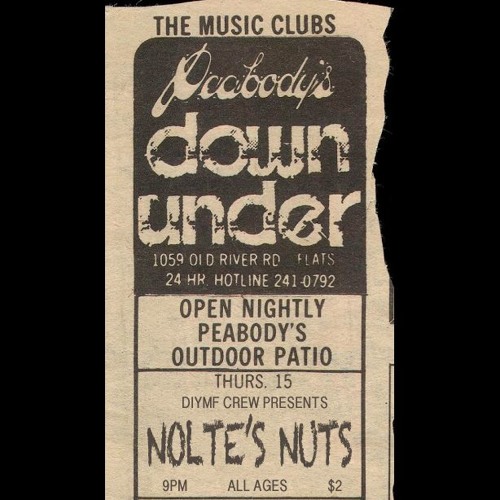 THE MUSIC CLUBS
Peabody's
down
under
1059 OLD RIVER RD FLATS
24 HR. HOTLINE 241-0792
OPEN NIGHTLY
PEABODY'S
OUTDOOR PATIO
THURS. 15
DIYMF CREW PRESENTS
NOLTE'S NUTS
9PM ALL AGES $2